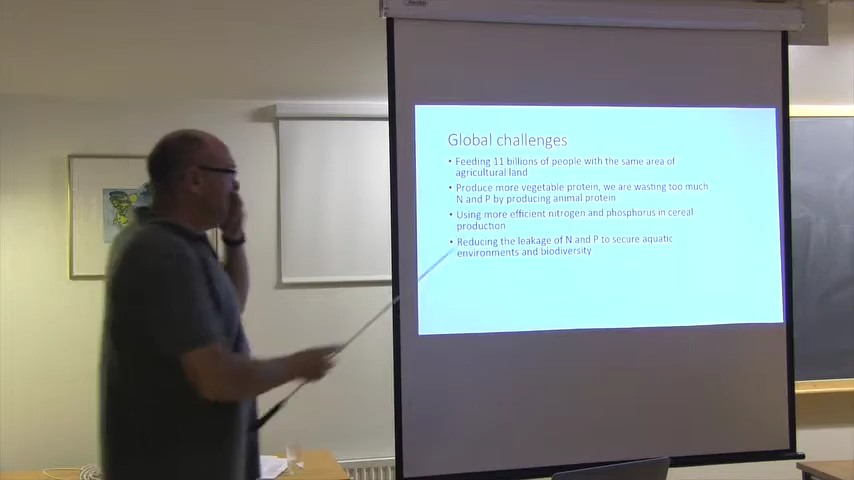 Global challenges
• Feeding 11 billions of people with the same area of
agricultural land
• Produce more vegetable protein, we are wasting too much
N and P by producing animal protein
• Using more efficient nitrogen and phosphorus in cereal
production
• Reducing the leakage of N and P to secure aquatic
environments and biodiversity